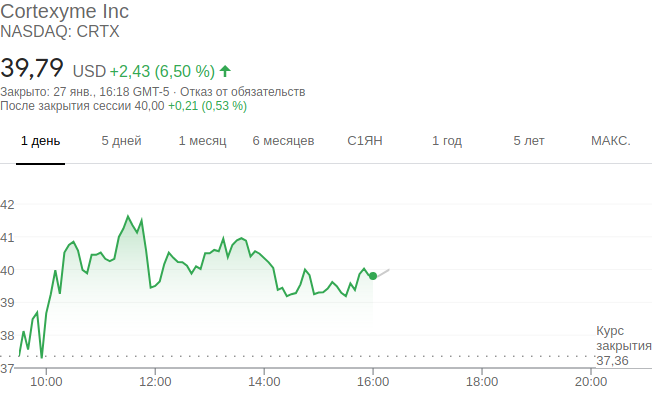 Cortexyme Inc
NASDAQ: CRTX
39,79 USD +2,43 (6,50 %)
Закрыто: 27 янв., 16:18 GMT-5 · Отказ от обязательств
После закрытия сессии 40,00 +0,21 (0,53 %)
1 день 5 дней 1 месяц 6 месяцев С1ЯН 1 год 5 лет МАКС.
42
41
40
39
38
Курс
закрытия
37,36
37
10:00 12:00 14:00 16:00 18:00 20:00